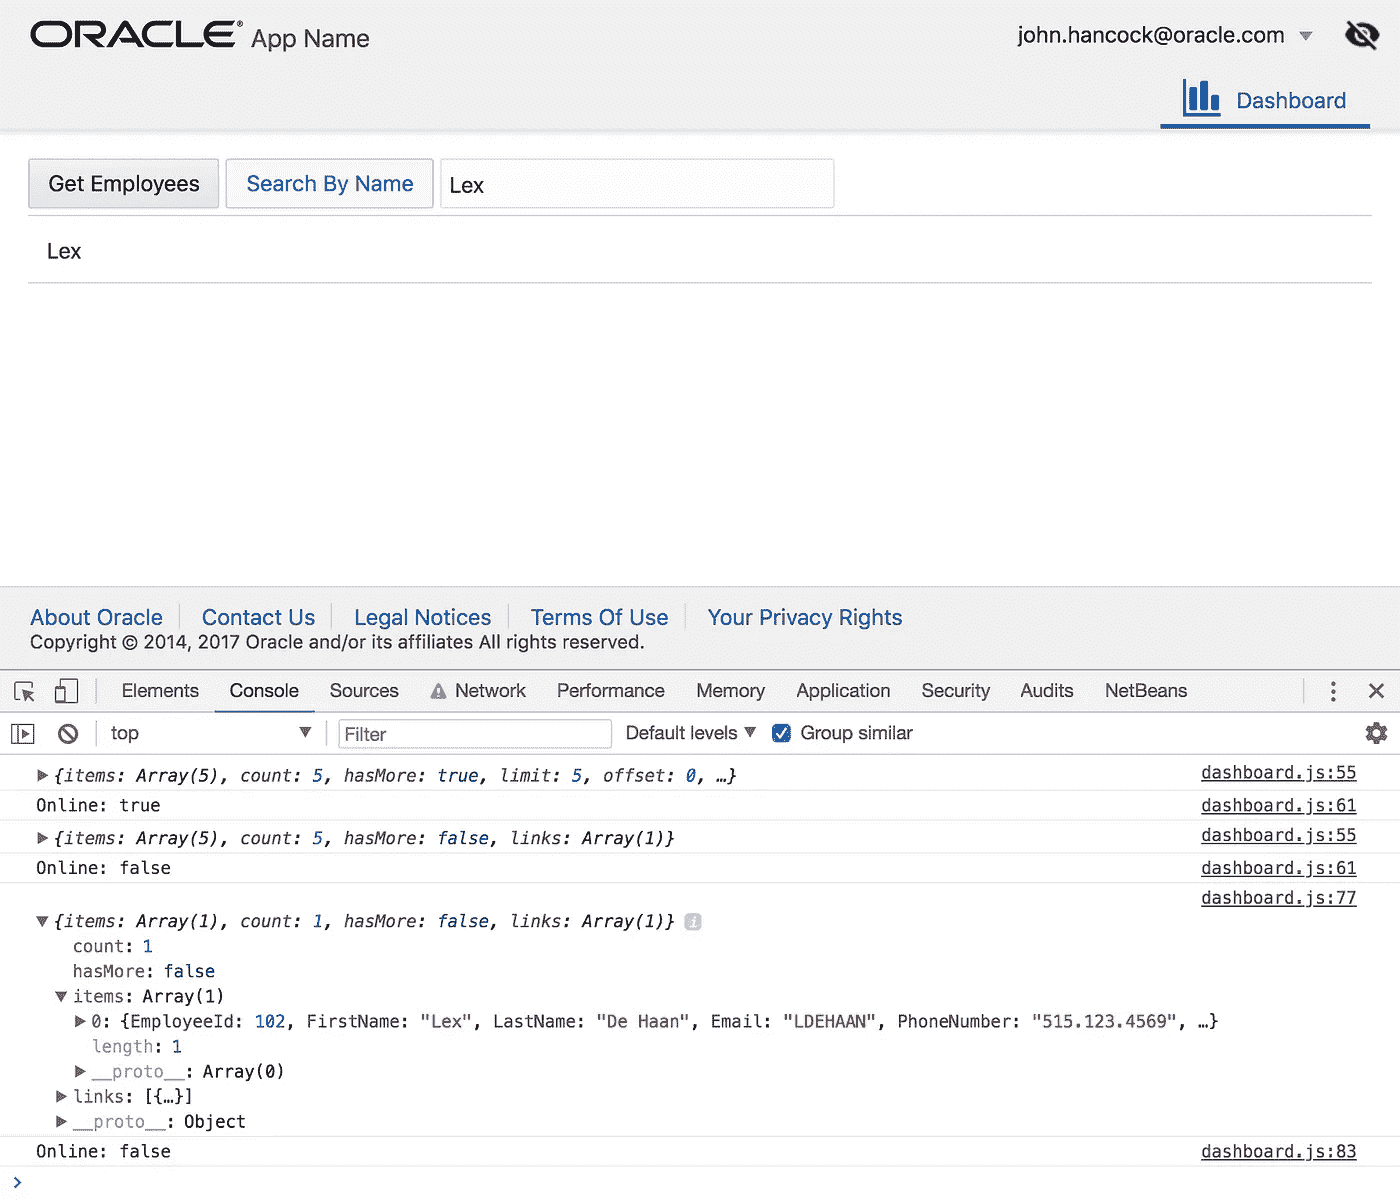 ORACLE® App Name
john.hancock@oracle.com
Dashboard
Get Employees Search By Name Lex
Lex
About Oracle Contact Us Legal Notices Terms Of Use Your Privacy Rights
Copyright © 2014, 2017 Oracle and/or its affiliates All rights reserved.
Elements Console Sources Network Performance Memory Application Security Audits NetBeans
top Filter Default levels Group similar
{items: Array(5), count: 5, hasMore: true, limit: 5, offset: 0, …} dashboard.js:55
Online: true dashboard.js:61
{items: Array(5), count: 5, hasMore: false, links: Array(1)} dashboard.js:55
Online: false dashboard.js:61
dashboard.js:77
{items: Array(1), count: 1, hasMore: false, links: Array(1)} i
count: 1
hasMore: false
items: Array(1)
0: {EmployeeId: 102, FirstName: "Lex", LastName: "De Haan", Email: "LDEHAAN", PhoneNumber: "515.123.4569", …}
length: 1
__proto__: Array(0)
links: [{…}]
__proto__: Object
Online: false dashboard.js:83